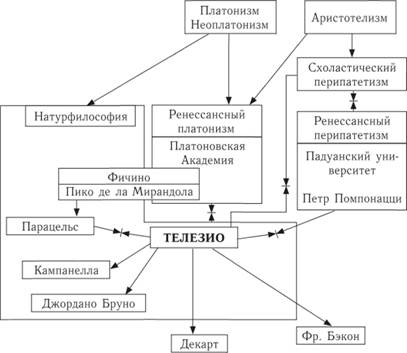 Платонизм
Неоплатонизм
Аристотелизм
Схоластический
перипатетизм
Натурфилософия
Ренессансный
платонизм
Ренессансный
перипатетизм
Платоновская
Академия
Падуанский уни-
верситет
Петр Помпонацци
Фичино
Пико де ла Мирандола
Парацельс
ТЕЛЕЗИО
Кампанелла
Джордано Бруно
Декарт
Фр. Бэкон